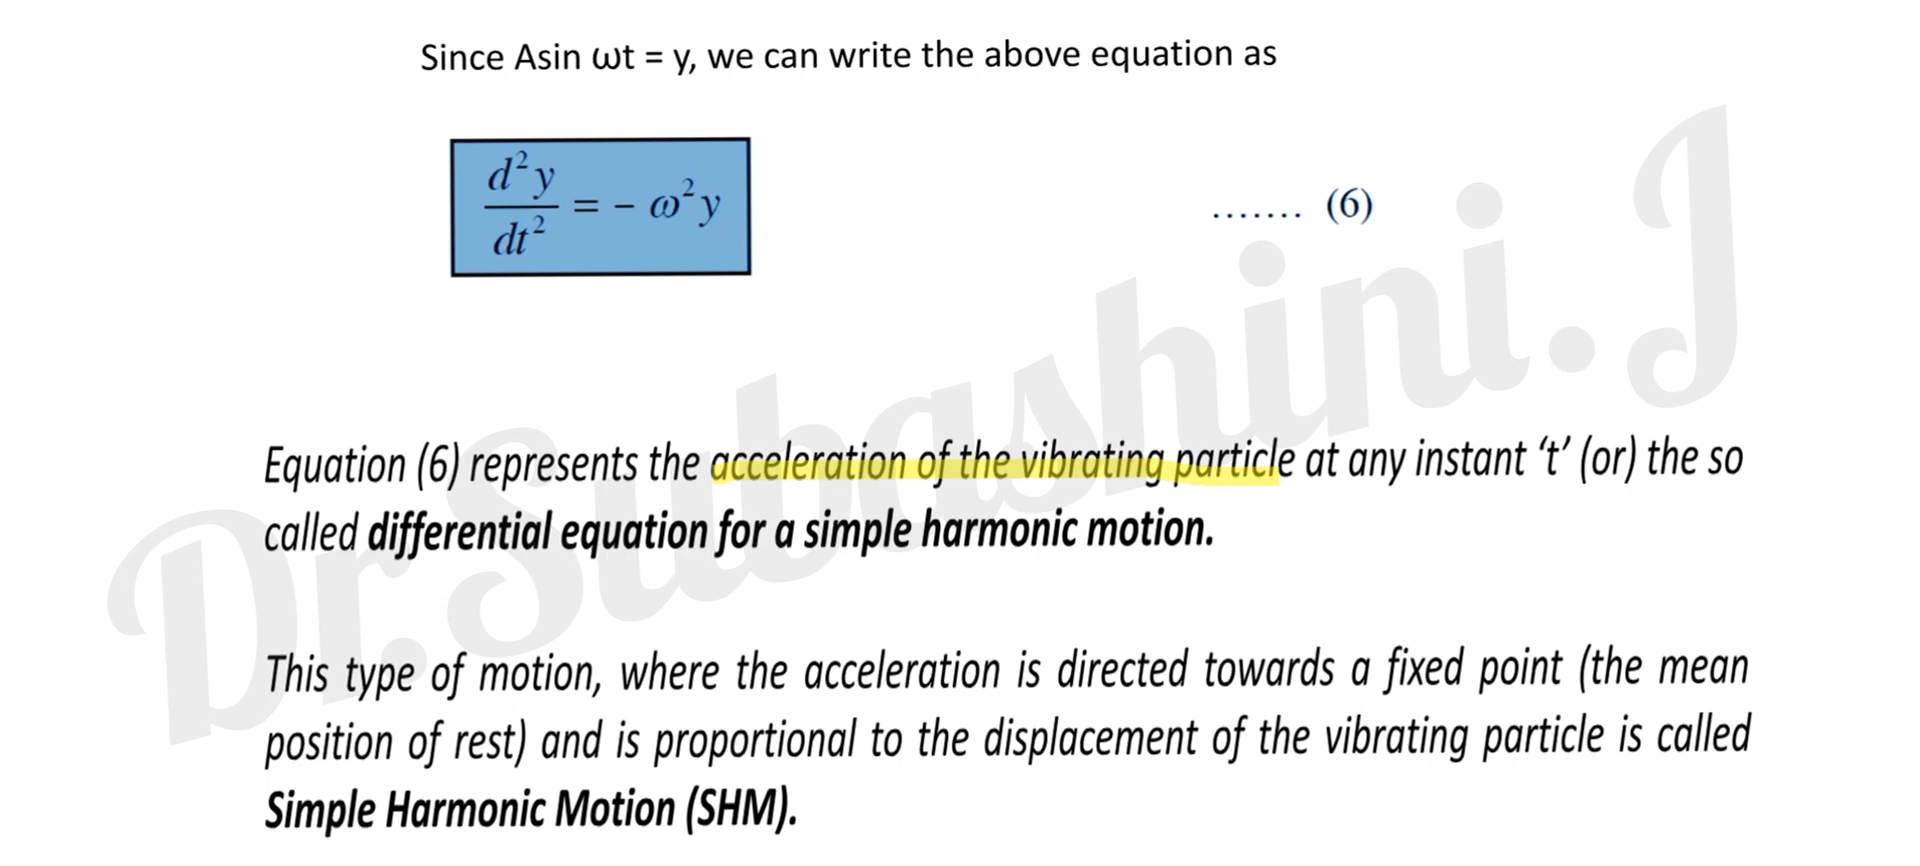 Since Asin ωt = y, we can write the above equation as
d²y/dt² = - ω²y ....... (6)
Equation (6) represents the acceleration of the vibrating particle at any instant ‘t’ (or) the so
called differential equation for a simple harmonic motion.
This type of motion, where the acceleration is directed towards a fixed point (the mean
position of rest) and is proportional to the displacement of the vibrating particle is called
Simple Harmonic Motion (SHM).
Dr.Subashini.J